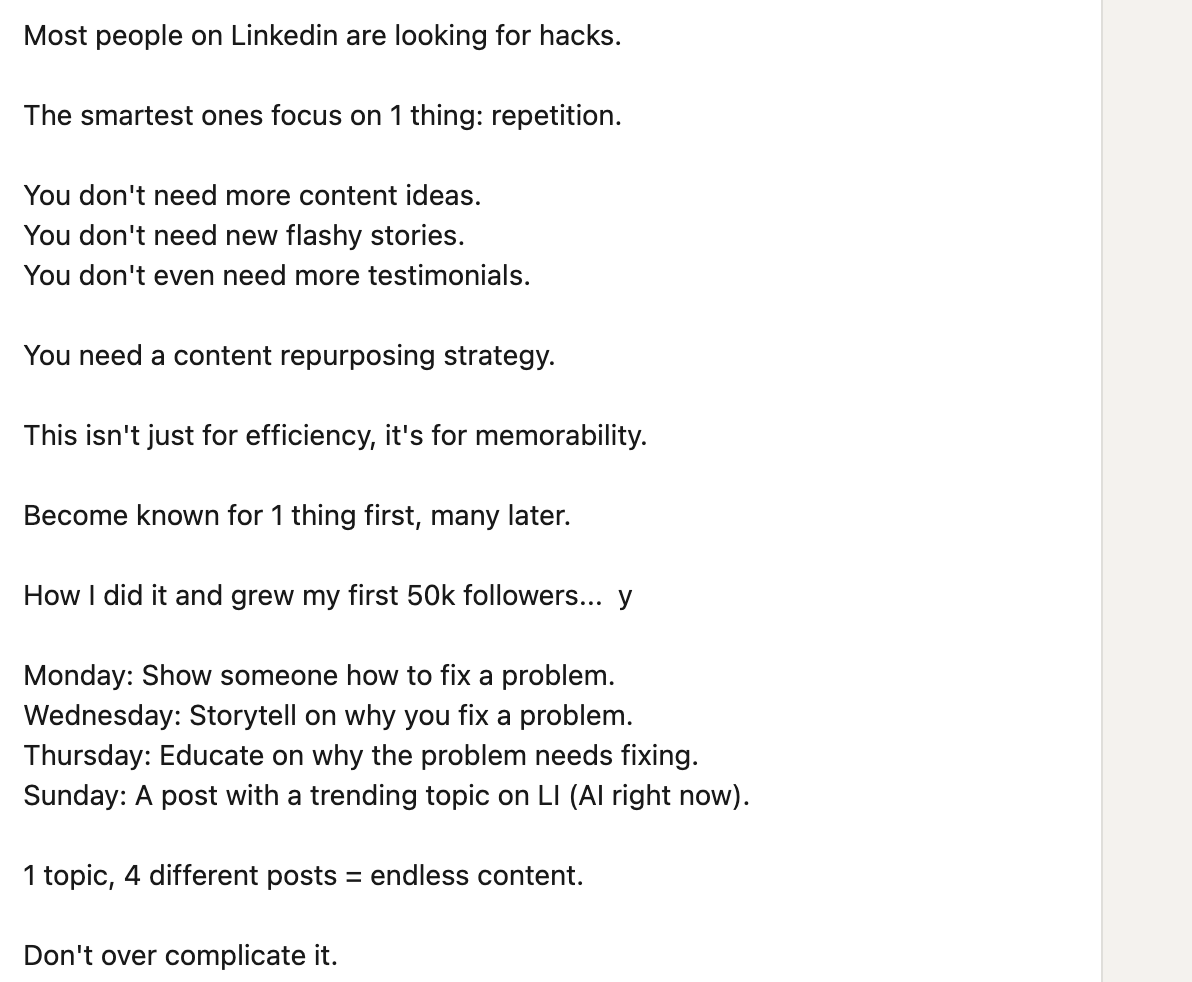 Most people on Linkedin are looking for hacks.
The smartest ones focus on 1 thing: repetition.
You don't need more content ideas.
You don't need new flashy stories.
You don't even need more testimonials.
You need a content repurposing strategy.
This isn't just for efficiency, it's for memorability.
Become known for 1 thing first, many later.
How I did it and grew my first 50k followers...  y
Monday: Show someone how to fix a problem.
Wednesday: Storytell on why you fix a problem.
Thursday: Educate on why the problem needs fixing.
Sunday: A post with a trending topic on LI (AI right now).
1 topic, 4 different posts = endless content.
Don't over complicate it.